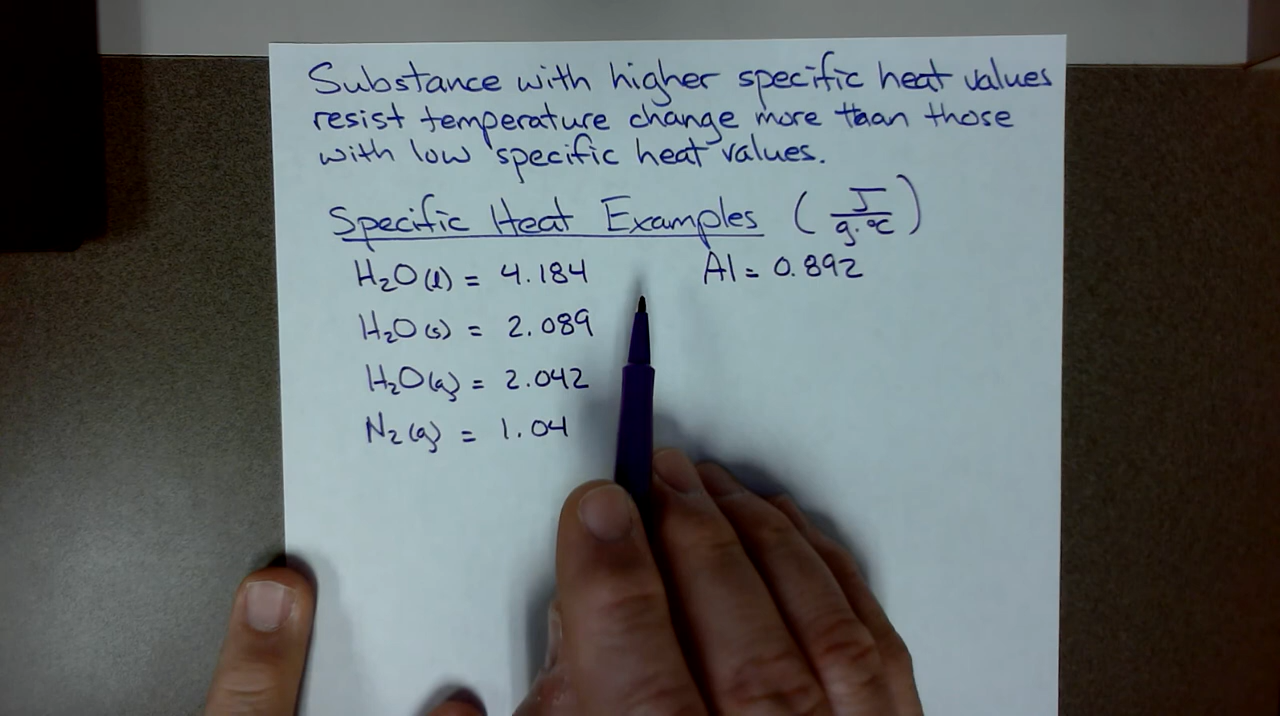 Substance with higher specific heat values
resist temperature change more than those
with low specific heat values.
Specific Heat Examples (J/g·°C)
H₂O(l) = 4.184 Al = 0.892
H₂O(s) = 2.089
H₂O(g) = 2.042
N₂(g) = 1.04